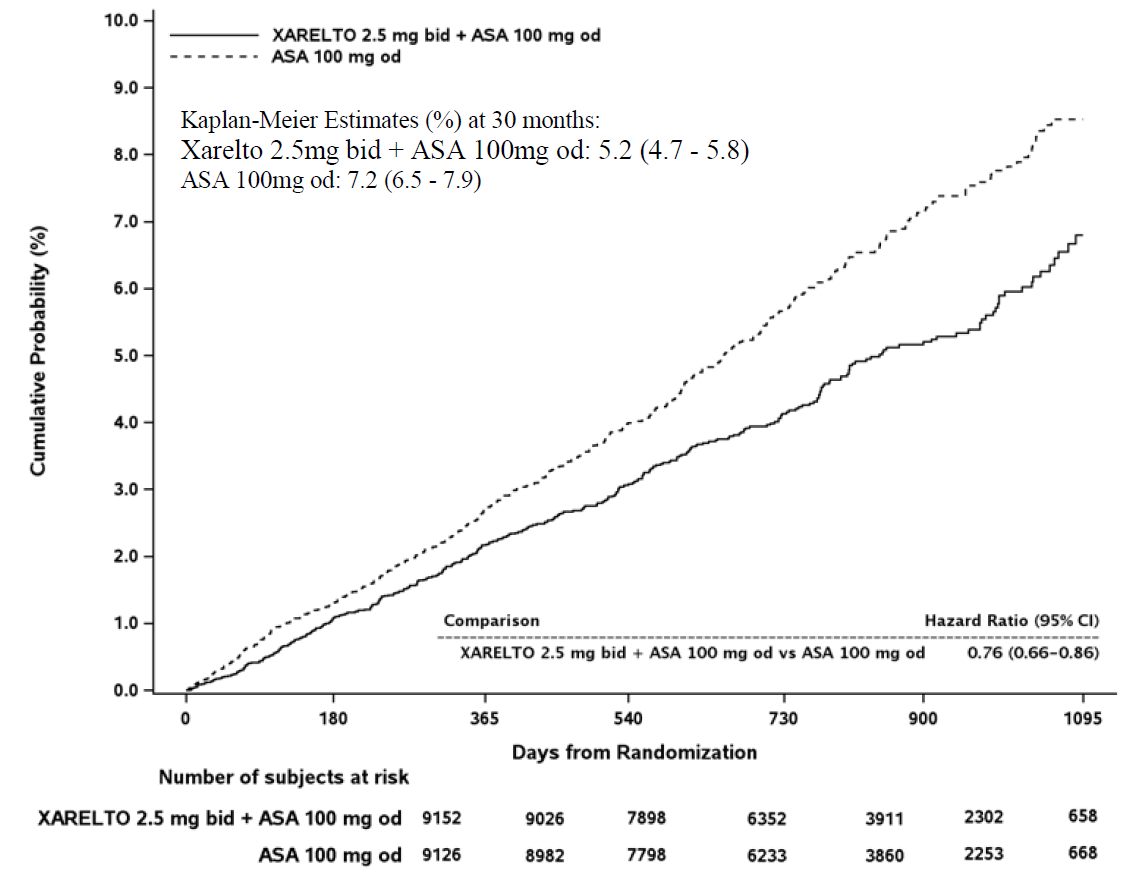 10.0
XARELTO 2.5 mg bid + ASA 100 mg od
ASA 100 mg od
9.0
Kaplan-Meier Estimates (%) at 30 months:
Xarelto 2.5mg bid + ASA 100mg od: 5.2 (4.7 - 5.8)
ASA 100mg od: 7.2 (6.5 - 7.9)
8.0
7.0
6.0
5.0
4.0
3.0
2.0
1.0
0.0
Cumulative Probability (%)
Comparison Hazard Ratio (95% CI)
XARELTO 2.5 mg bid + ASA 100 mg od vs ASA 100 mg od 0.76 (0.66-0.86)
0 180 365 540 730 900 1095
Days from Randomization
Number of subjects at risk
XARELTO 2.5 mg bid + ASA 100 mg od 9152 9026 7898 6352 3911 2302 658
ASA 100 mg od 9126 8982 7798 6233 3860 2253 668